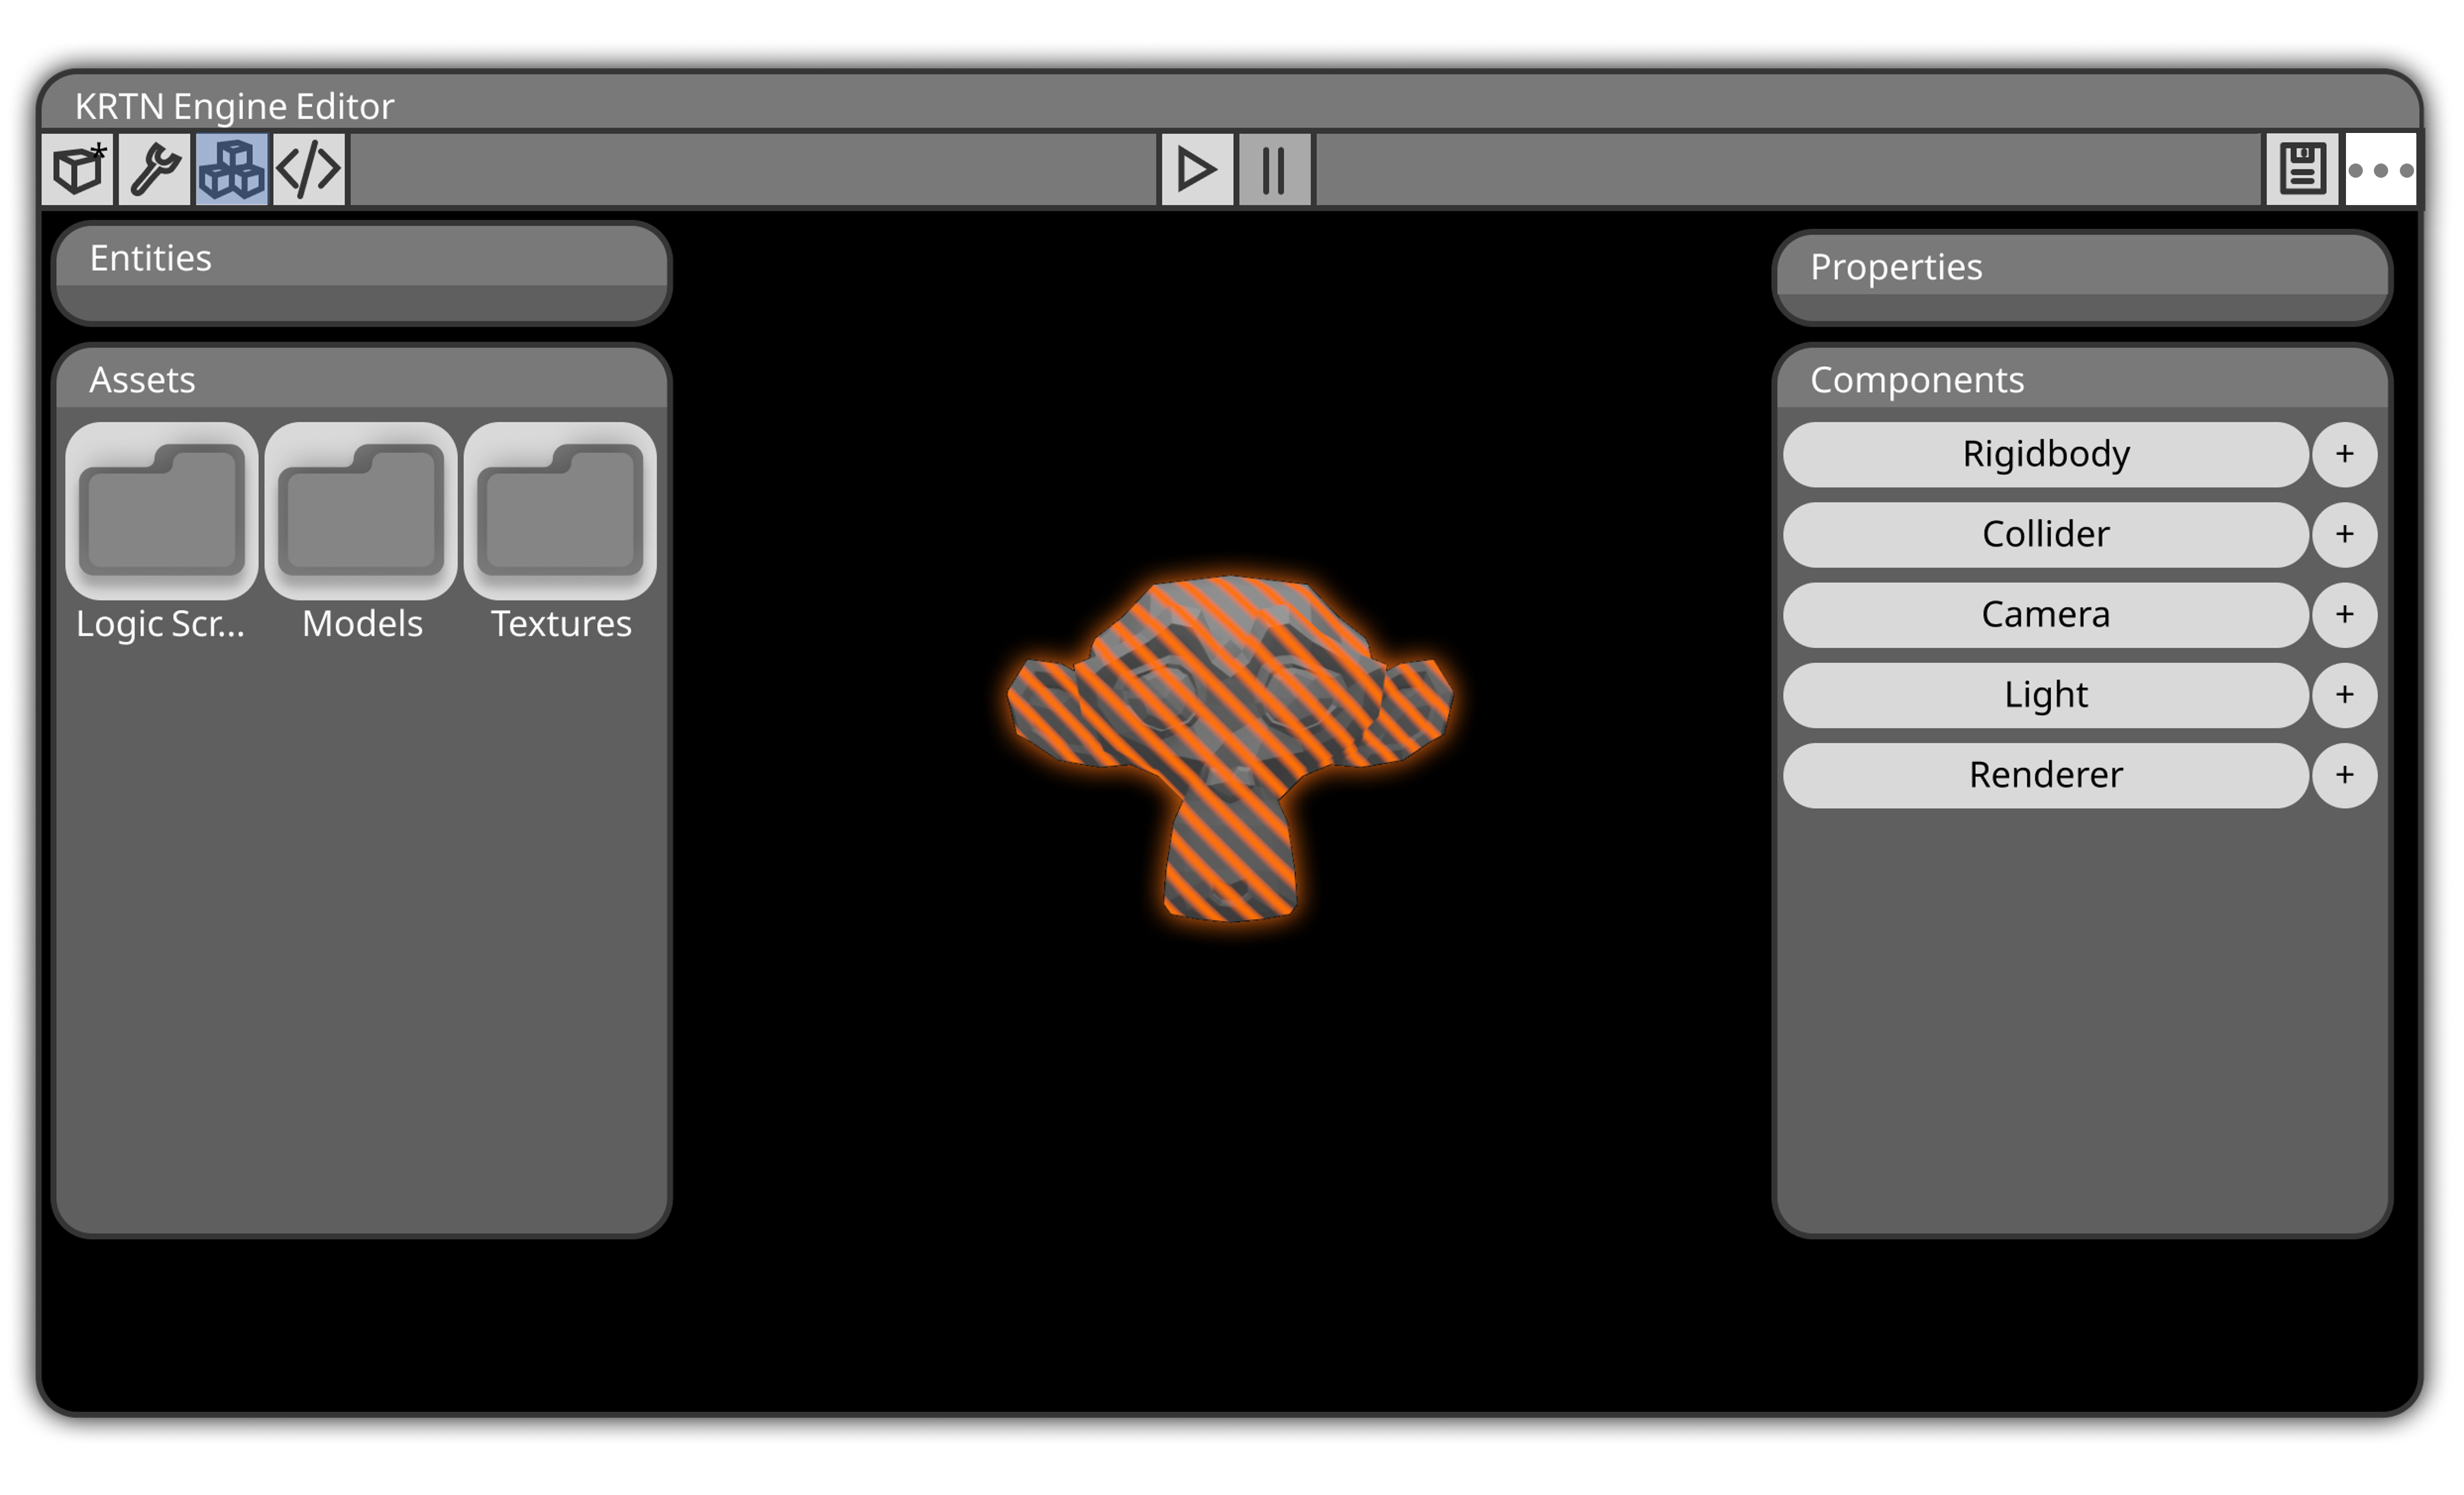 KRTN Engine Editor
*
Entities
Assets
Logic Scr...
Models
Textures
Properties
Components
Rigidbody +
Collider +
Camera +
Light +
Renderer +